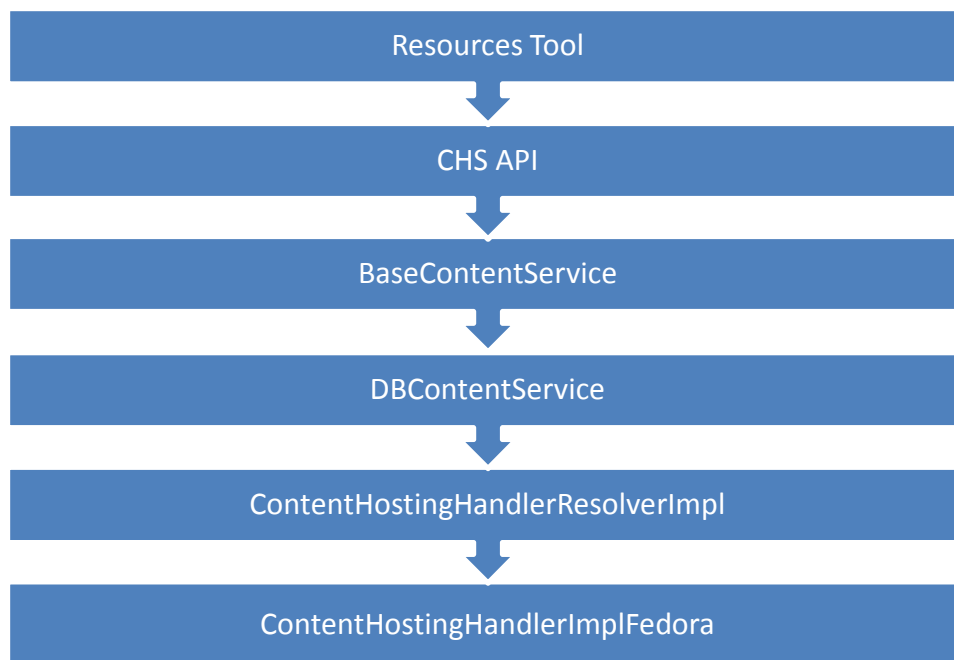 Resources Tool
CHS API
BaseContentService
DBContentService
ContentHostingHandlerResolverImpl
ContentHostingHandlerImplFedora